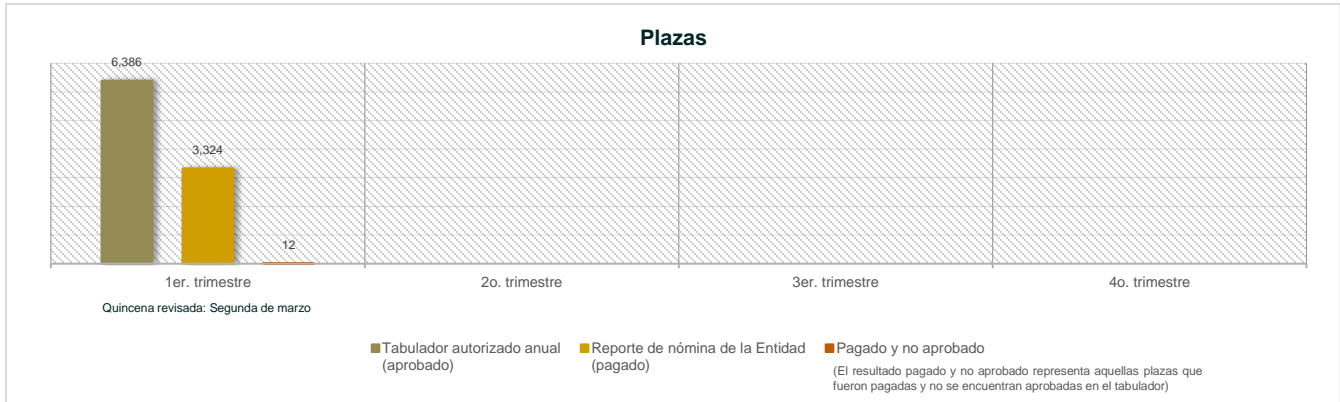 Plazas
6,386
3,324
12
1er. trimestre
2o. trimestre
3er. trimestre
4o. trimestre
Quincena revisada: Segunda de marzo
Tabulador autorizado anual
(aprobado)
Reporte de nómina de la Entidad
(pagado)
Pagado y no aprobado
(El resultado pagado y no aprobado representa aquellas plazas que
fueron pagadas y no se encuentran aprobadas en el tabulador)